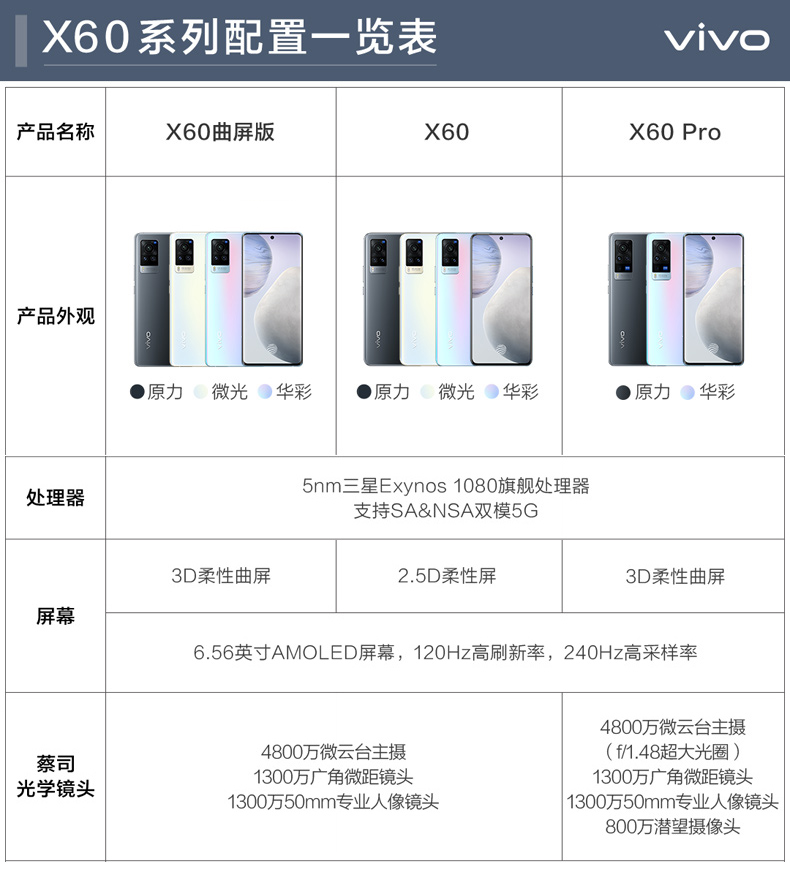 X60系列配置一览表
vivo
产品名称
X60曲屏版
X60
X60 Pro
产品外观
vivo
vivo
vivo
vivo
vivo
vivo
vivo
vivo
原力 微光 华彩
原力 微光 华彩
原力 华彩
处理器
5nm三星Exynos 1080旗舰处理器
支持SA&NSA双模5G
屏幕
3D柔性曲屏
2.5D柔性屏
3D柔性曲屏
6.56英寸AMOLED屏幕，120Hz高刷新率，240Hz高采样率
蔡司
光学镜头
4800万微云台主摄
1300万广角微距镜头
1300万50mm专业人像镜头
4800万微云台主摄
（f/1.48超大光圈）
1300万广角微距镜头
1300万50mm专业人像镜头
800万潜望摄像头